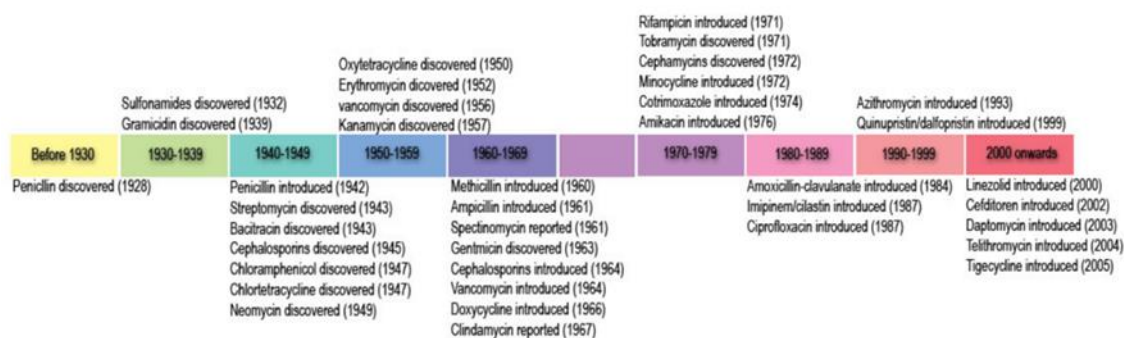 Rifampicin introduced (1971)
Tobramycin discovered (1971)
Cephamycins discovered (1972)
Minocycline introduced (1972)
Cotrimoxazole introduced (1974)
Amikacin introduced (1976)
Oxytetracycline discovered (1950)
Erythromycin dicovered (1952)
vancomycin discovered (1956)
Kanamycin discovered (1957)
Sulfonamides discovered (1932)
Gramicidin discovered (1939)
Azithromycin introduced (1993)
Quinupristin/dalfopristin introduced (1999)
Before 1930
1930-1939
1940-1949
1950-1959
1960-1969
1970-1979
1980-1989
1990-1999
2000 onwards
Penicllin discovered (1928)
Penicillin introduced (1942)
Streptomycin discovered (1943)
Bacitracin discovered (1943)
Cephalosporins discovered (1945)
Chloramphenicol discovered (1947)
Chlortetracycline discovered (1947)
Neomycin discovered (1949)
Methicillin introduced (1960)
Ampicillin introduced (1961)
Spectinomycin reported (1961)
Gentmicin discovered (1963)
Cephalosporins introduced (1964)
Vancomycin introduced (1964)
Doxycycline introduced (1966)
Clindamycin reported (1967)
Amoxicillin-clavulanate introduced (1984)
Imipinem/cilastin introduced (1987)
Ciprofloxacin introduced (1987)
Linezolid introduced (2000)
Cefditoren introduced (2002)
Daptomycin introduced (2003)
Telithromycin introduced (2004)
Tigecycline introduced (2005)